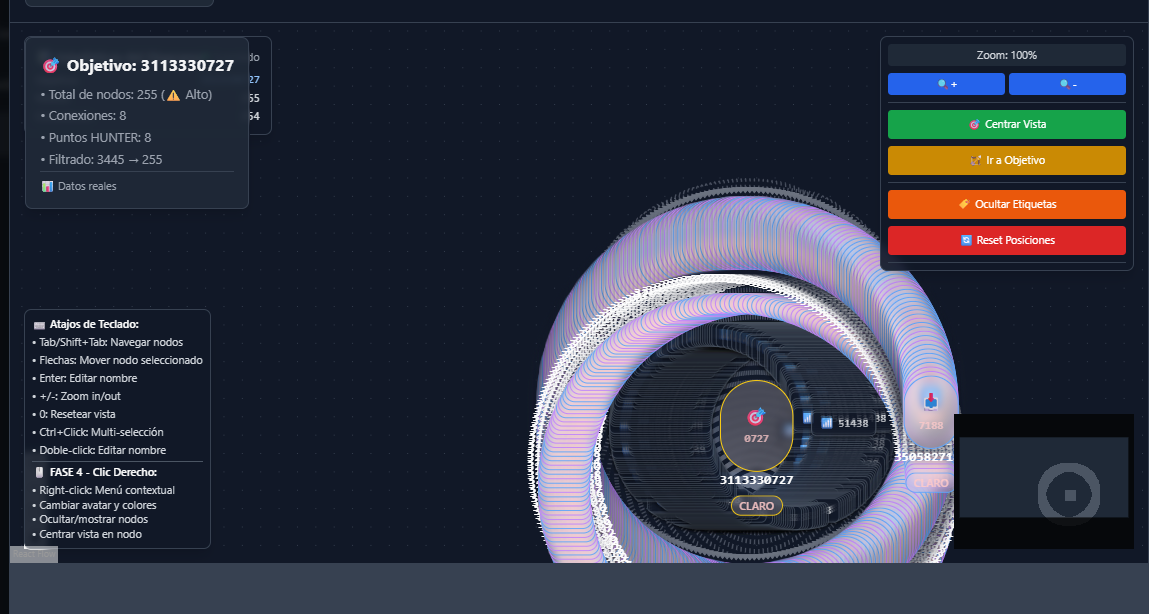 🎯 Objetivo: 3113330727
• Total de nodos: 255 (⚠️ Alto)
• Conexiones: 8
• Puntos HUNTER: 8
• Filtrado: 3445 → 255
📊 Datos reales
do
27
55
54
Zoom: 100%
🔍 +
🔍 -
🎯 Centrar Vista
🏹 Ir a Objetivo
🏷️ Ocultar Etiquetas
🔄 Reset Posiciones
⌨️ Atajos de Teclado:
• Tab/Shift+Tab: Navegar nodos
• Flechas: Mover nodo seleccionado
• Enter: Editar nombre
• +/-: Zoom in/out
• 0: Resetear vista
• Ctrl+Click: Multi-selección
• Doble-click: Editar nombre
🖱️ FASE 4 - Clic Derecho:
• Right-click: Menú contextual
• Cambiar avatar y colores
• Ocultar/mostrar nodos
• Centrar vista en nodo
0727
3113330727
CLARO
📶 51438
38
7188
35058271
CLARO